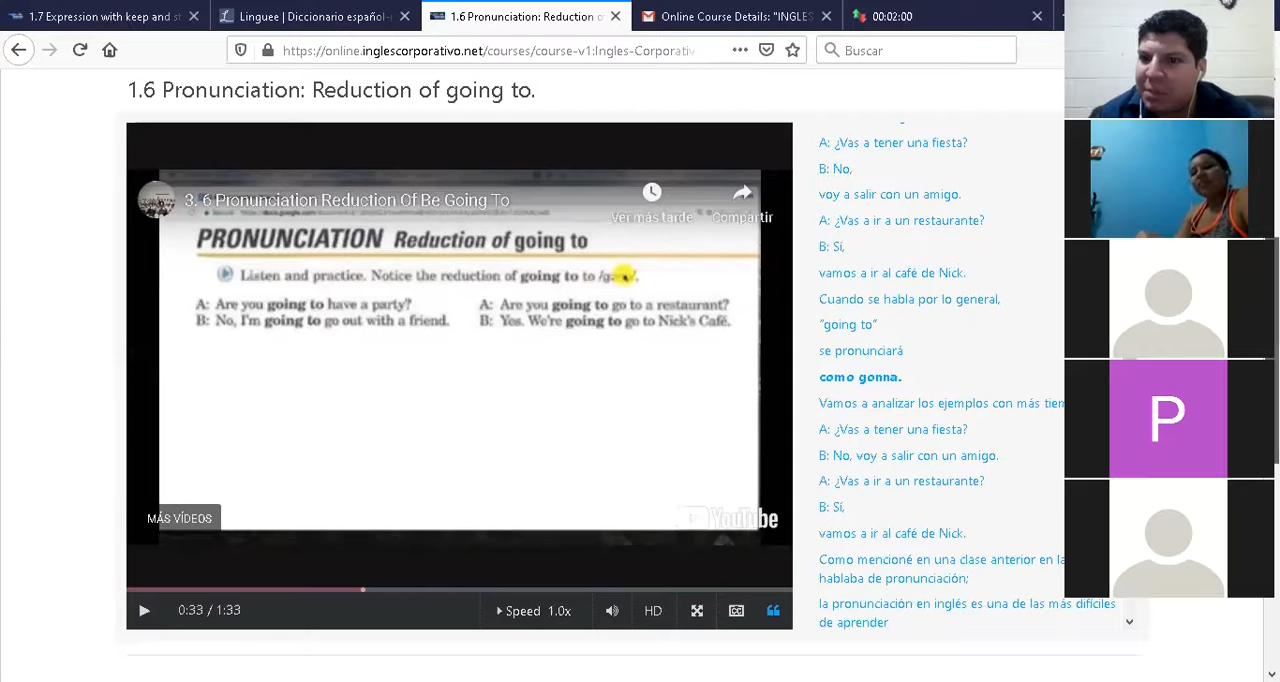 1.7 Expression with keep and st
Linguee | Diccionario español-
1.6 Pronunciation: Reduction o
Online Course Details: "INGLES
00:02:00
https://online.inglescorporativo.net/courses/course-v1:Ingles-Corporativ
Buscar
1.6 Pronunciation: Reduction of going to.
3. 6 Pronunciation Reduction Of Be Going To
Ver más tarde
Compartir
PRONUNCIATION Reduction of going to
Listen and practice. Notice the reduction of going to to
A: Are you going to have a party?
B: No, I'm going to go out with a friend.
A: Are you going to go to a restaurant?
B: Yes. We're going to go to Nick's Café.
MÁS VÍDEOS
YouTube
0:33 / 1:33
Speed 1.0x
HD
A: ¿Vas a tener una fiesta?
B: No,
voy a salir con un amigo.
A: ¿Vas a ir a un restaurante?
B: Sí,
vamos a ir al café de Nick.
Cuando se habla por lo general,
"going to"
se pronunciará
como gonna.
Vamos a analizar los ejemplos con más tiem
A: ¿Vas a tener una fiesta?
B: No, voy a salir con un amigo.
A: ¿Vas a ir a un restaurante?
B: Sí,
vamos a ir al café de Nick.
Como mencioné en una clase anterior en la
hablaba de pronunciación;
la pronunciación en inglés es una de las más difíciles
de aprender
P